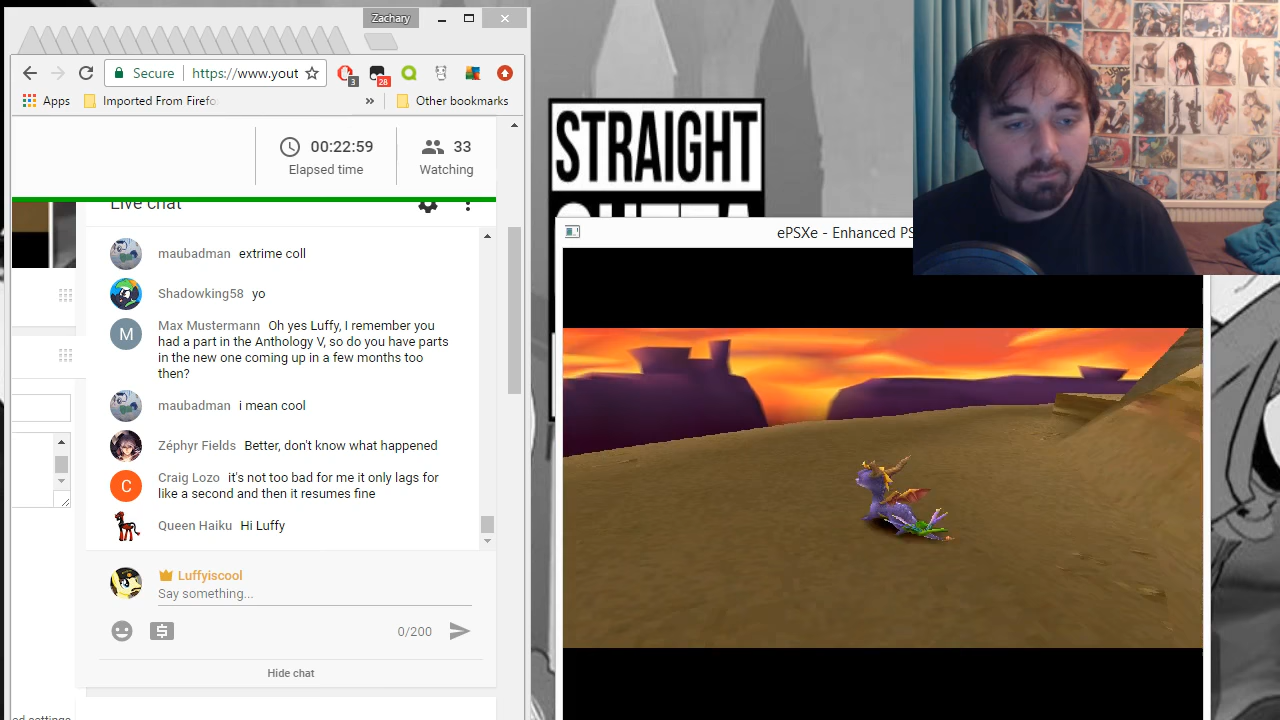 Zachary
Secure https://www.yout
3
28
Apps Imported From Firefo » Other bookmarks
00:22:59 33
Elapsed time Watching
Live chat
maubadman extrime coll
Shadowking58 yo
M Max Mustermann Oh yes Luffy, I remember you
had a part in the Anthology V, so do you have parts
in the new one coming up in a few months too
then?
maubadman i mean cool
Zéphyr Fields Better, don't know what happened
C Craig Lozo it's not too bad for me it only lags for
like a second and then it resumes fine
Queen Haiku Hi Luffy
Luffyiscool
Say something...
0/200
Hide chat
STRAIGHT
ePSXe - Enhanced PS